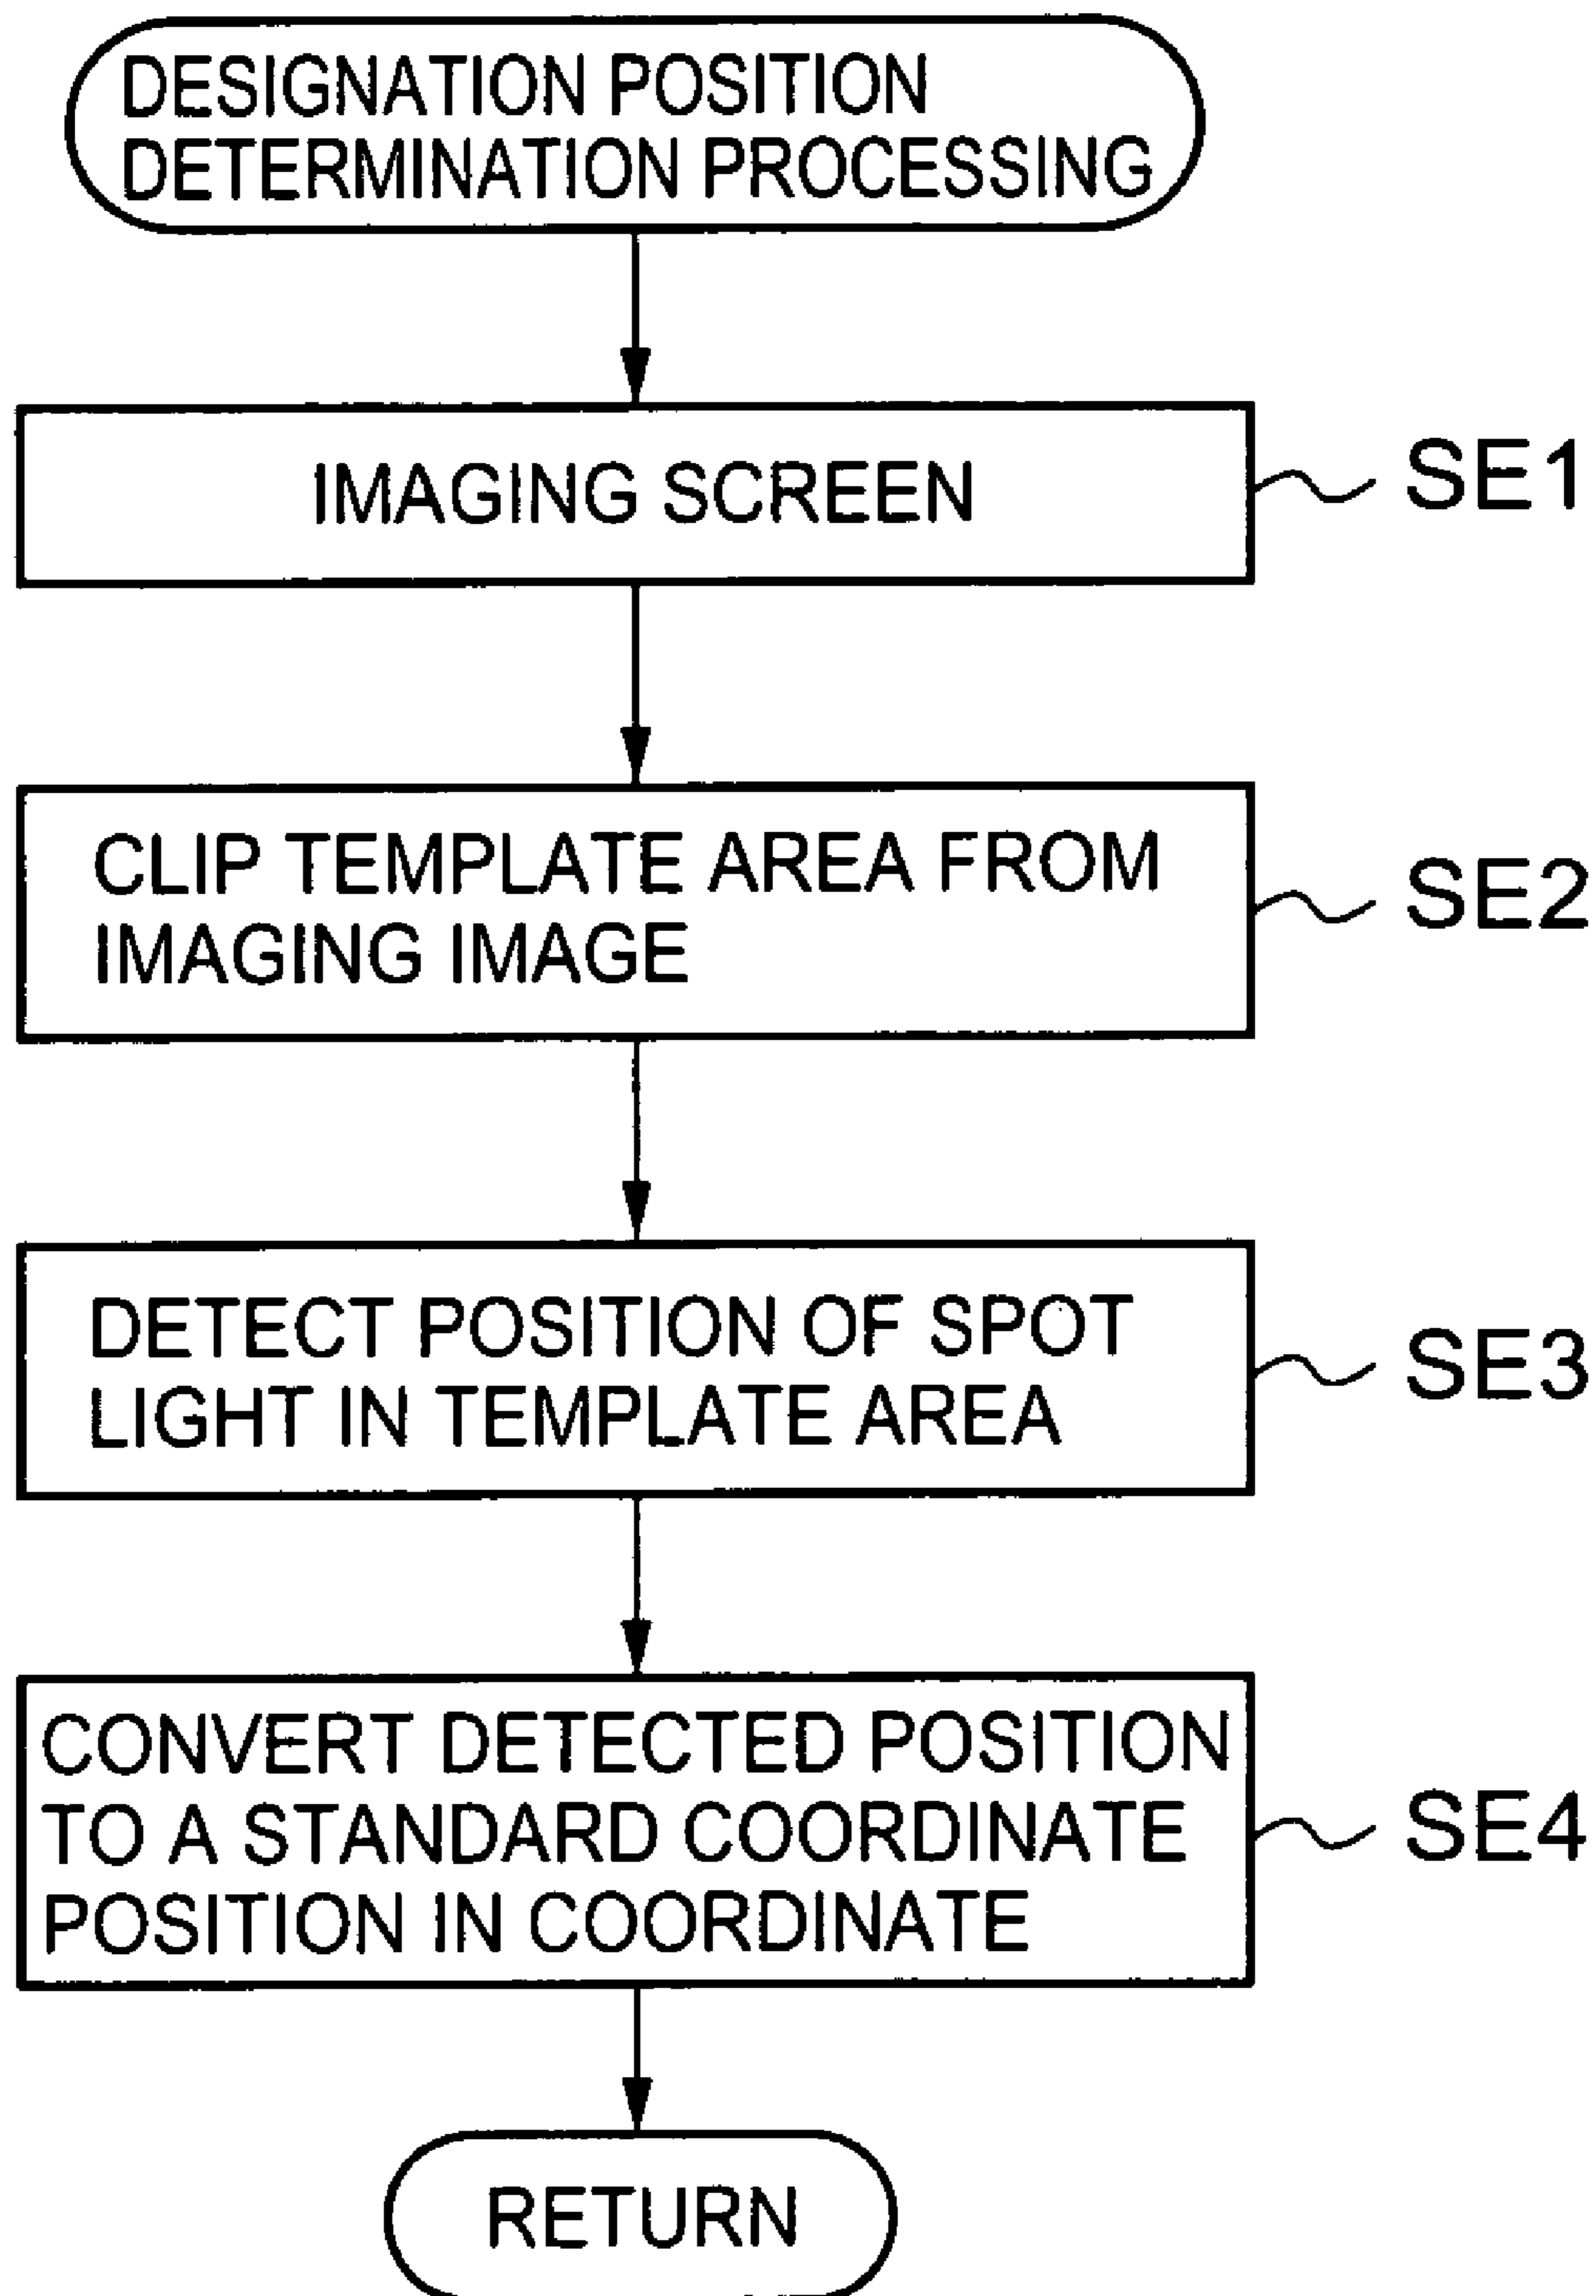 DESIGNATION POSITION
DETERMINATION PROCESSING
IMAGING SCREEN
SE1
CLIP TEMPLATE AREA FROM
IMAGING IMAGE
SE2
DETECT POSITION OF SPOT
LIGHT IN TEMPLATE AREA
SE3
CONVERT DETECTED POSITION
TO A STANDARD COORDINATE
POSITION IN COORDINATE
SE4
RETURN